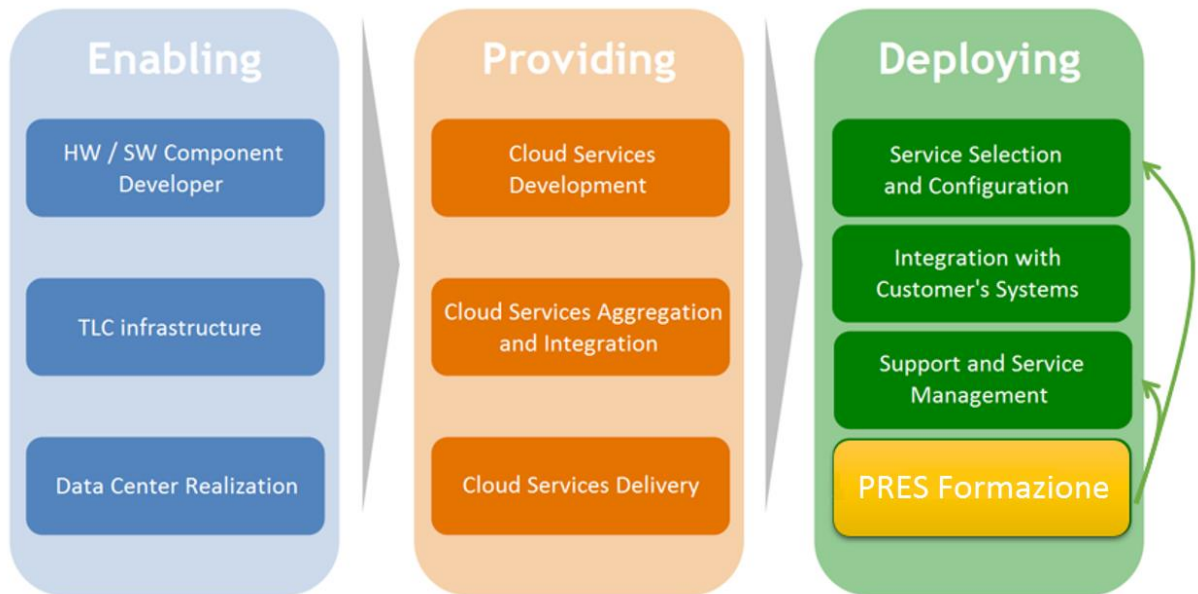 Enabling
HW / SW Component
Developer
TLC infrastructure
Data Center Realization
Providing
Cloud Services
Development
Cloud Services Aggregation
and Integration
Cloud Services Delivery
Deploying
Service Selection
and Configuration
Integration with
Customer's Systems
Support and Service
Management
PRES Formazione